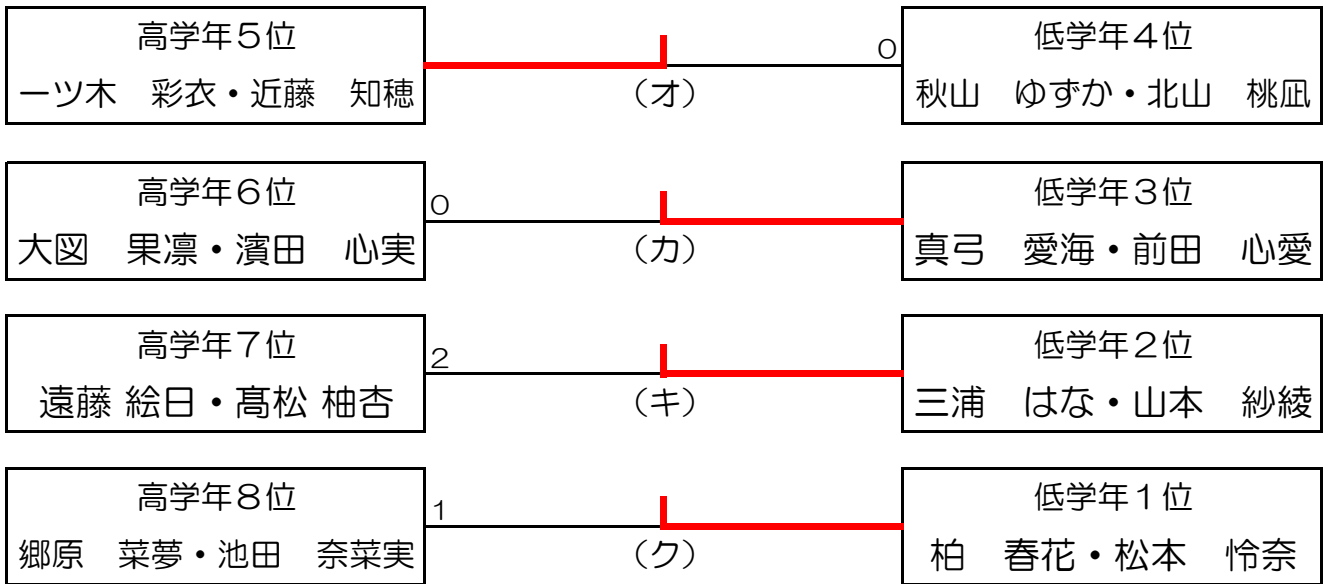 高学年５位
一ツ木　彩衣・近藤　知穂
（オ）
0
低学年４位
秋山　ゆずか・北山　桃凪
高学年６位
大図　果凛・濱田　心実
0
（カ）
低学年３位
真弓　愛海・前田　心愛
高学年７位
遠藤 絵日・髙松 柚杏
2
（キ）
低学年２位
三浦　はな・山本　紗綾
高学年８位
郷原　菜夢・池田　奈菜実
1
（ク）
低学年１位
柏　春花・松本　怜奈